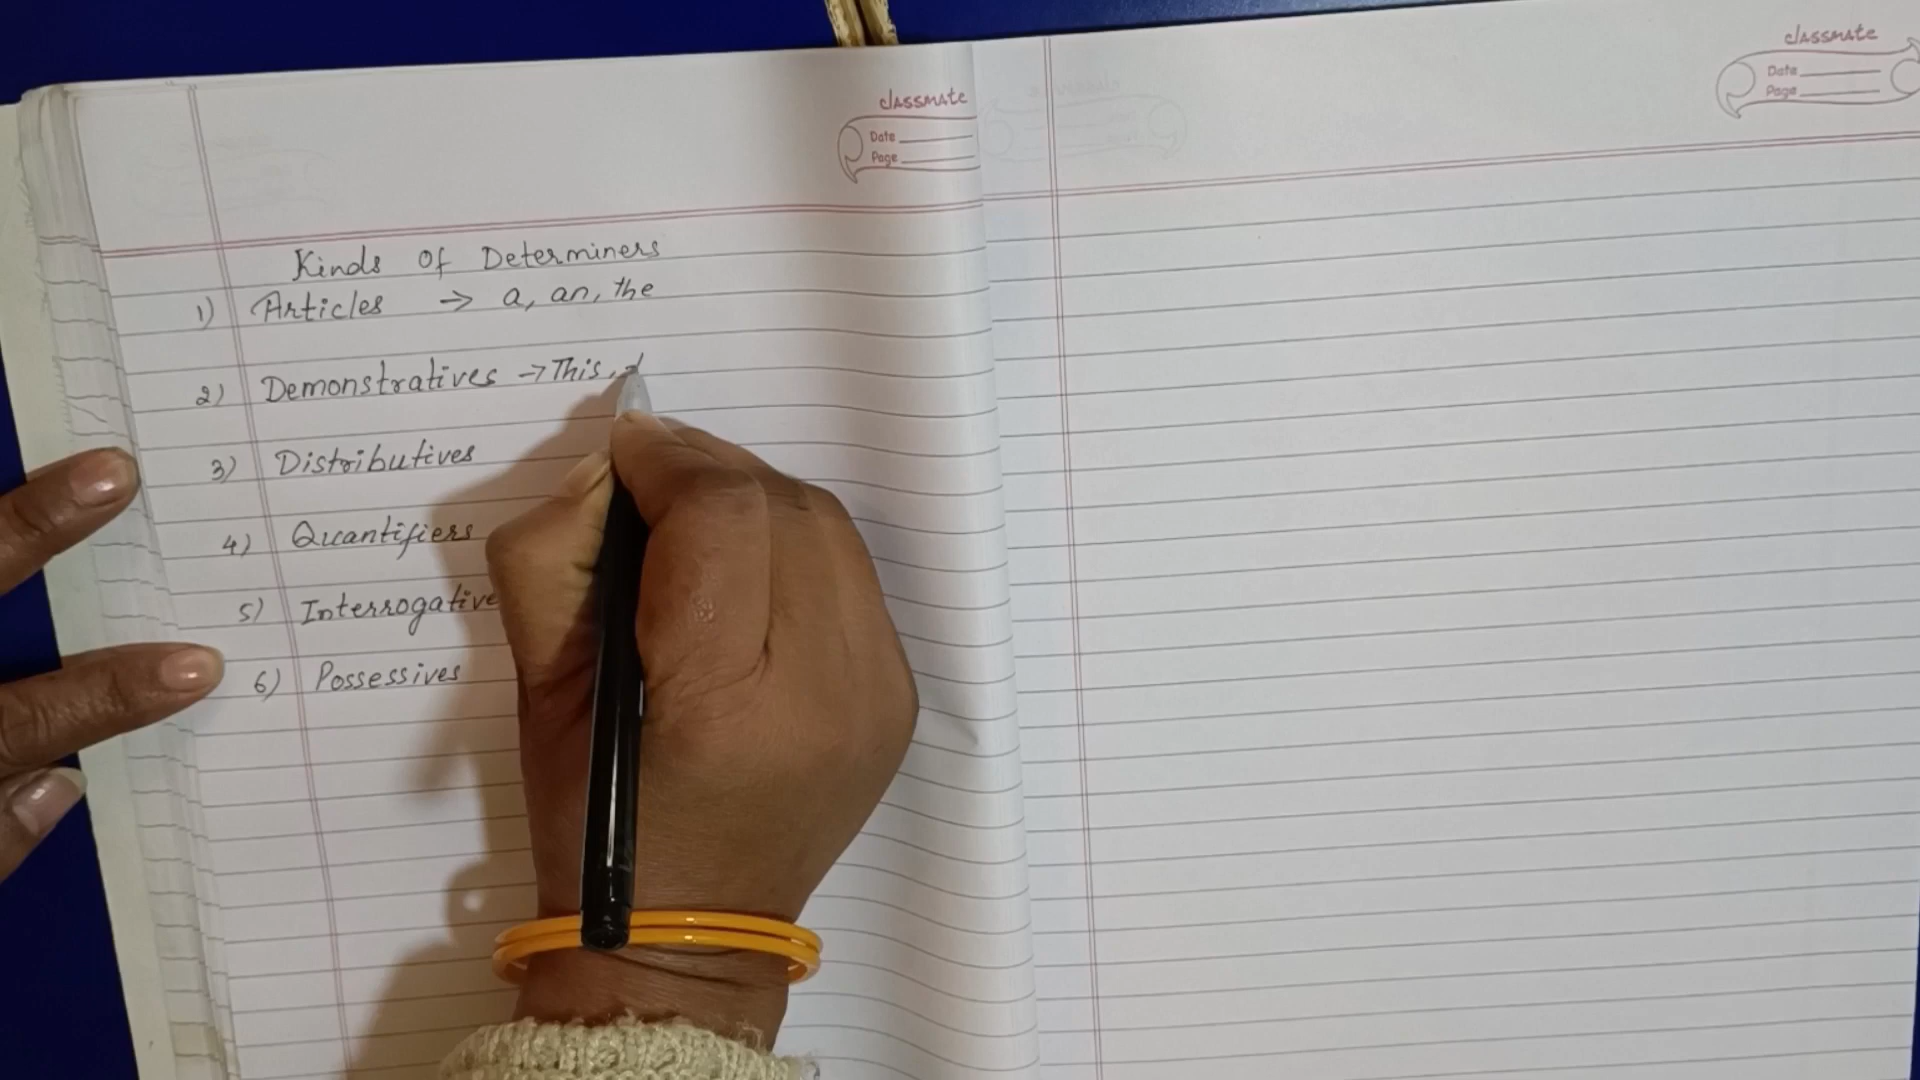 classmate
Date
Page
classmate
Date
Page
Kinds Of Determiners
1) Articles → a, an, the
2) Demonstratives → This,
3) Distributives
4) Quantifiers
5) Interrogative
6) Possessives